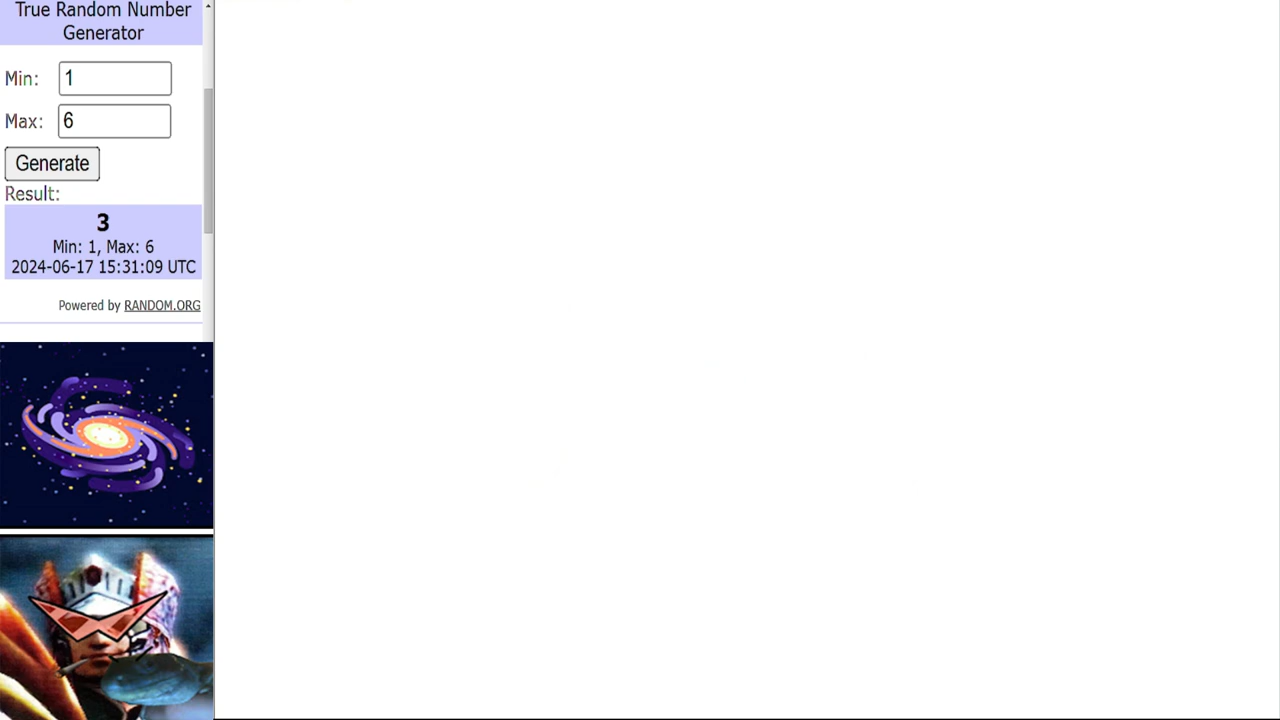 True Random Number
Generator
Min: 1
Max: 6
Generate
Result:
3
Min: 1, Max: 6
2024-06-17 15:31:09 UTC
Powered by RANDOM.ORG